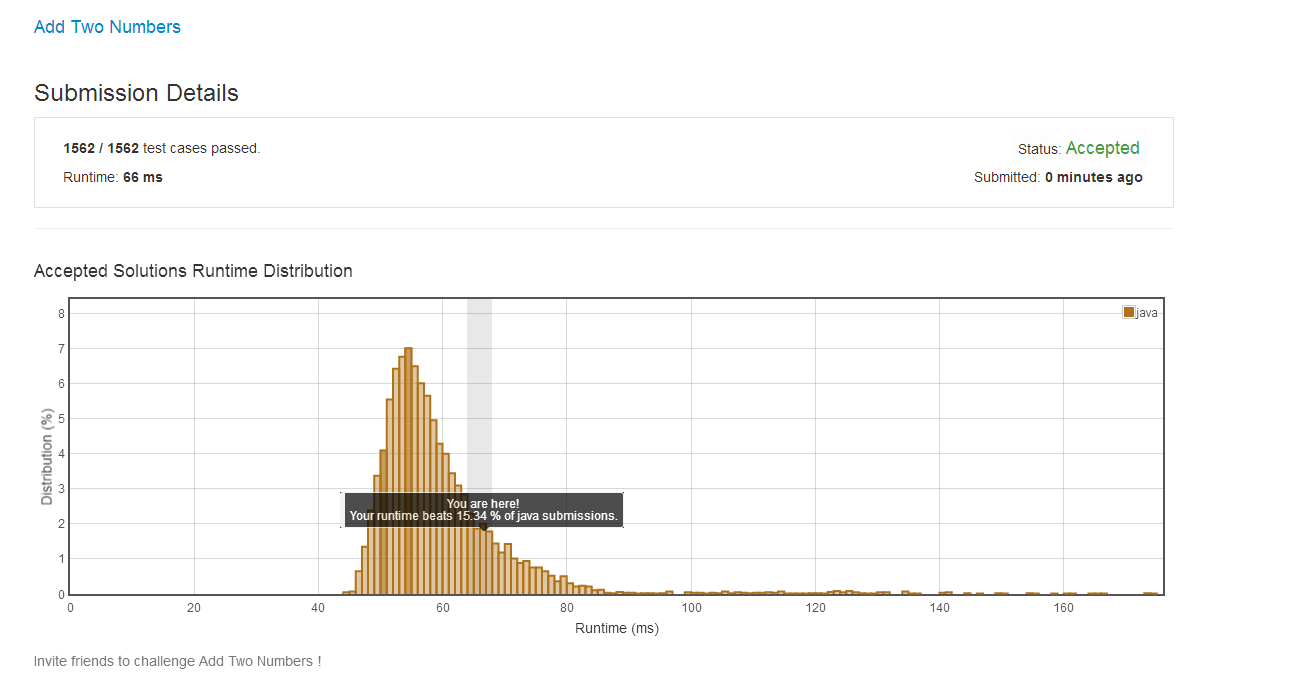 Add Two Numbers
Submission Details
1562 / 1562 test cases passed.
Status: Accepted
Runtime: 66 ms
Submitted: 0 minutes ago
Accepted Solutions Runtime Distribution
java
8
7
6
5
4
3
2
1
0
Distribution (%)
You are here!
Your runtime beats 15.34 % of java submissions.
0 20 40 60 80 100 120 140 160
Runtime (ms)
Invite friends to challenge Add Two Numbers !